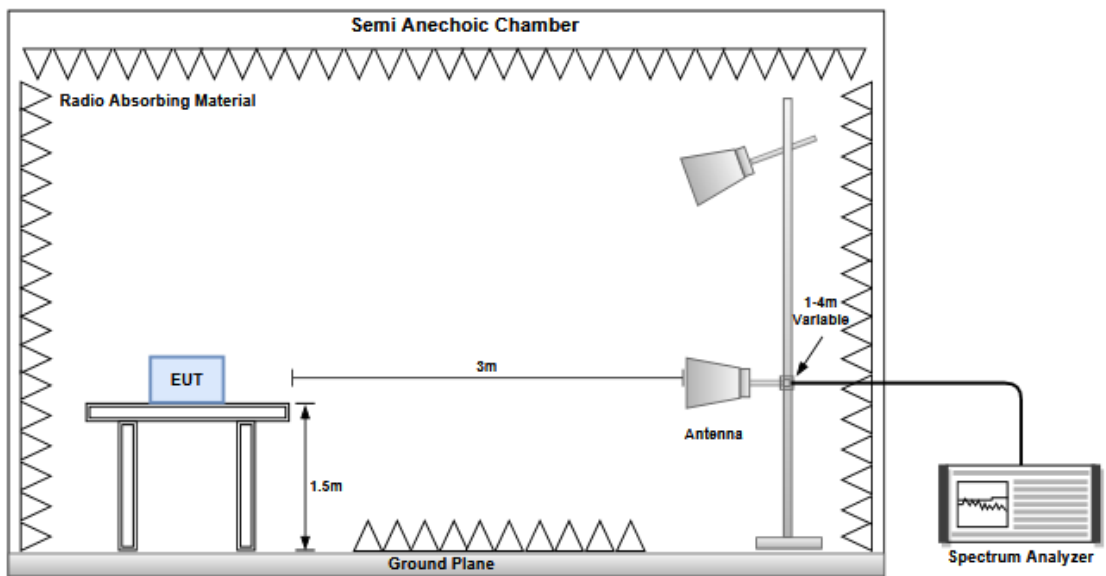 Semi Anechoic Chamber
Radio Absorbing Material
1-4m
Variable
3m
EUT
Antenna
1.5m
Ground Plane
Spectrum Analyzer